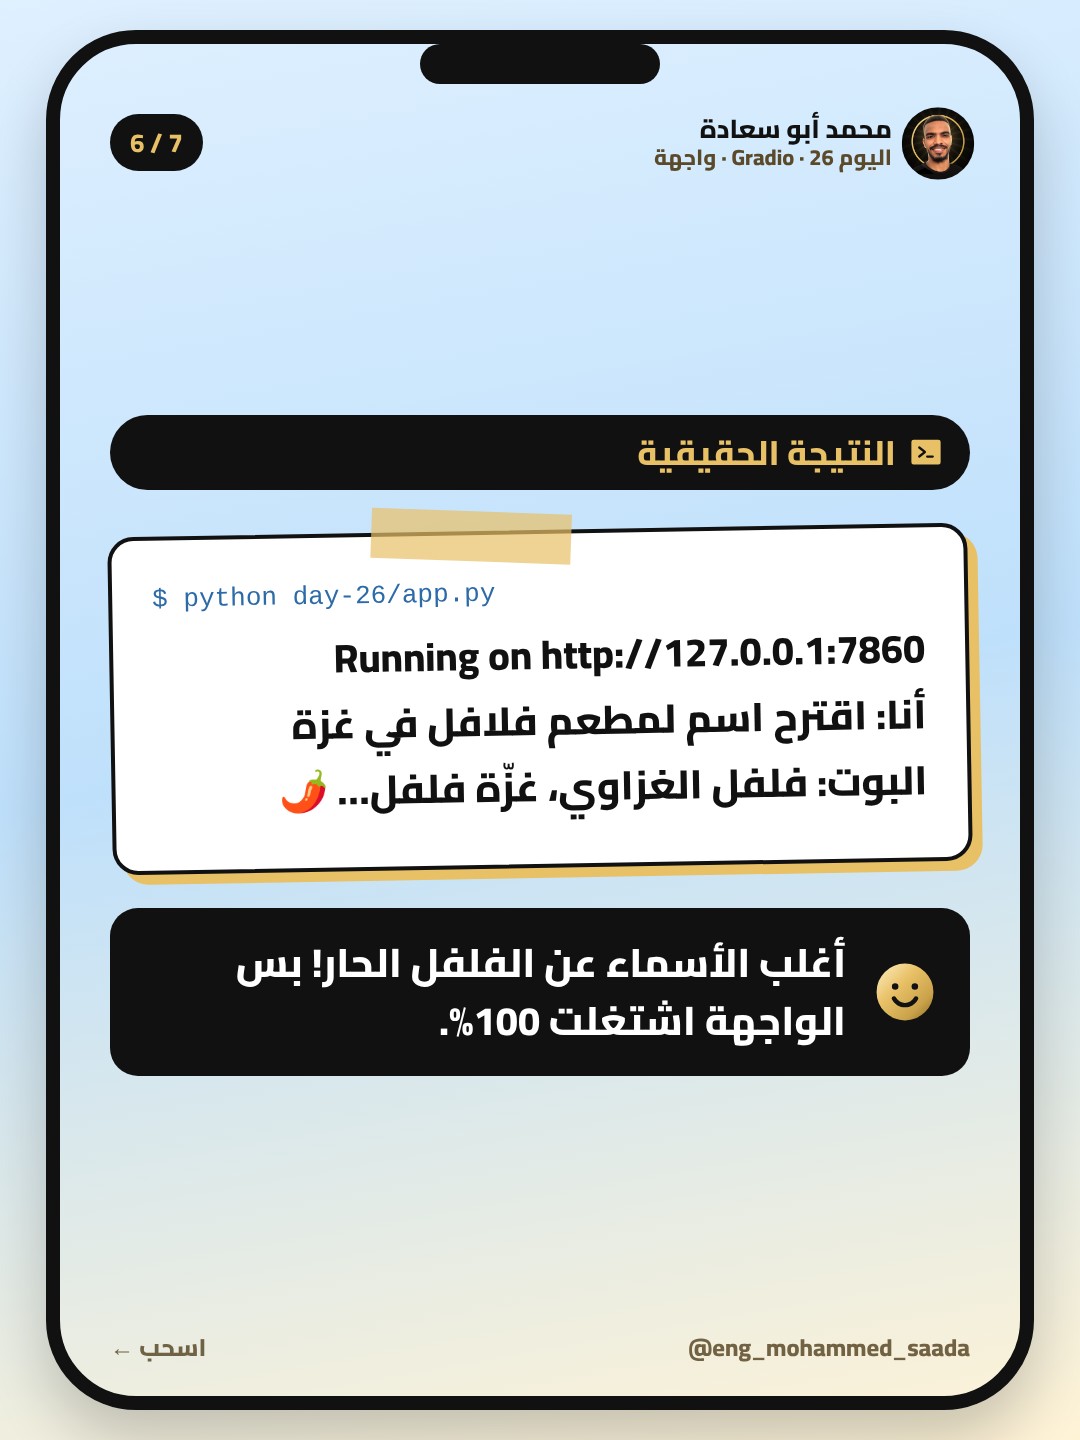 محمد أبو سعادة
اليوم 26 · Gradio · واجهة
6 / 7
النتيجة الحقيقية
$ python day-26/app.py
Running on http://127.0.0.1:7860
أنا: اقترح اسم لمطعم فلافل في غزة
البوت: فلفل الغزاوي، غزّة فلفل... 🌶️
أغلب الأسماء عن الفلفل الحار! بس
الواجهة اشتغلت 100%.
@eng_mohammed_saada
اسحب ←